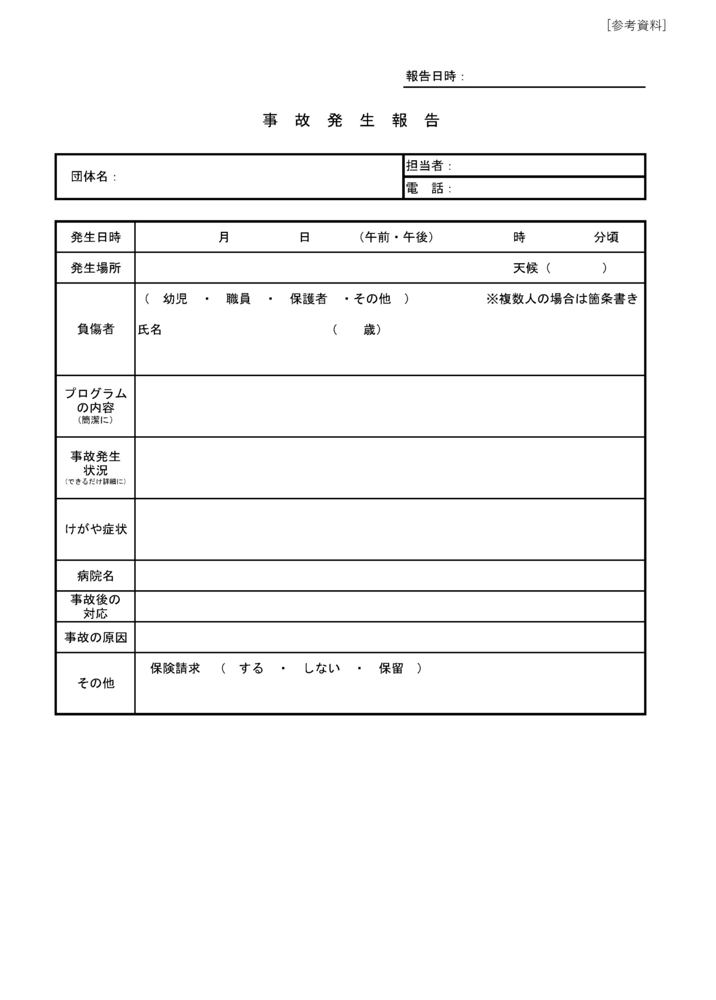 [参考資料]
報告日時：
事　故　発　生　報　告
団体名：
担当者：
電　話：
発生日時　月　日　（午前・午後）　時　分頃
発生場所　天候（　　　）
（　幼児　・　職員　・　保護者　・その他　）　※複数人の場合は箇条書き
負傷者　氏名　（　　歳）
プログラム
の内容
（簡潔に）
事故発生
状況
（できるだけ詳細に）
けがや症状
病院名
事故後の
対応
事故の原因
保険請求　（　する　・　しない　・　保留　）
その他